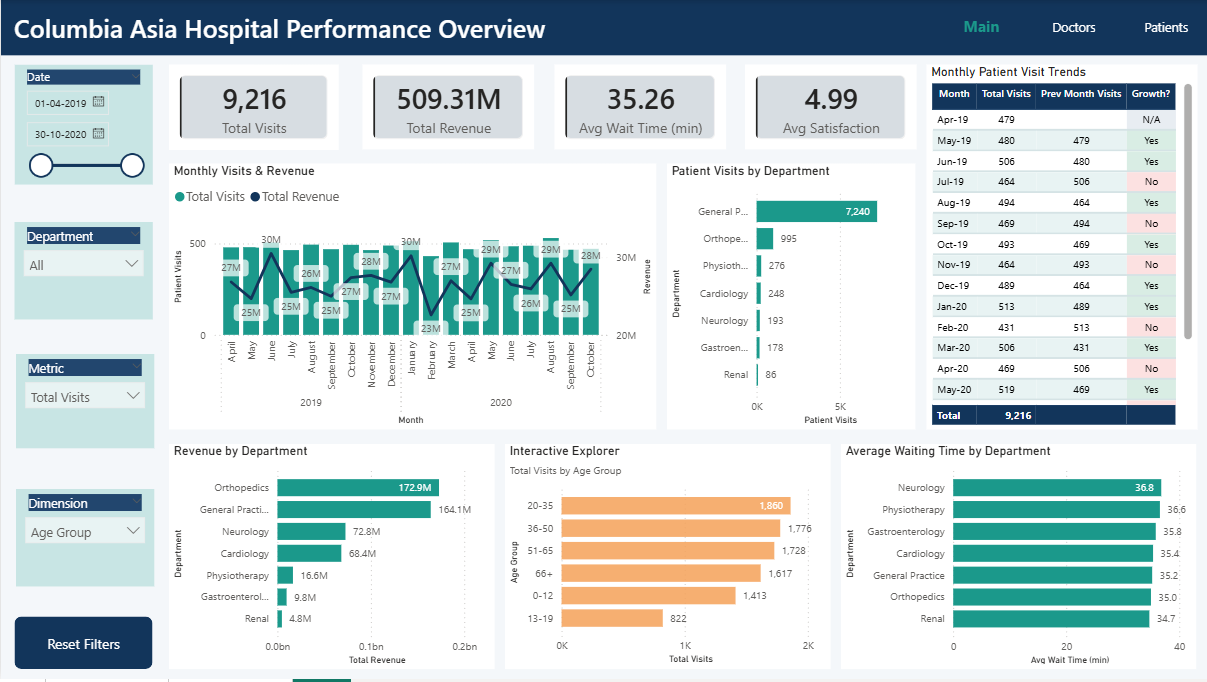 Columbia Asia Hospital Performance Overview
Main
Doctors
Patients
Date
01-04-2019
30-10-2020
Department
All
Metric
Total Visits
Dimension
Age Group
Reset Filters
9,216
Total Visits
509.31M
Total Revenue
35.26
Avg Wait Time (min)
4.99
Avg Satisfaction
Monthly Visits & Revenue
Total Visits Total Revenue
Patient Visits
500
0
Revenue
30M
20M
27M
25M
30M
25M
26M
25M
27M
28M
27M
30M
23M
27M
25M
29M
27M
26M
29M
25M
28M
April
May
June
July
August
September
October
November
December
January
February
March
April
May
June
July
August
September
October
2019
2020
Month
Patient Visits by Department
Department
General P... 7,240
Orthope... 995
Physioth... 276
Cardiology 248
Neurology 193
Gastroen... 178
Renal 86
0K 5K
Patient Visits
Monthly Patient Visit Trends
Month Total Visits Prev Month Visits Growth?
Apr-19 479 N/A
May-19 480 479 Yes
Jun-19 506 480 Yes
Jul-19 464 506 No
Aug-19 494 464 Yes
Sep-19 469 494 No
Oct-19 493 469 Yes
Nov-19 464 493 No
Dec-19 489 464 Yes
Jan-20 513 489 Yes
Feb-20 431 513 No
Mar-20 506 431 Yes
Apr-20 469 506 No
May-20 519 469 Yes
Total 9,216
Revenue by Department
Department
Orthopedics 172.9M
General Practi... 164.1M
Neurology 72.8M
Cardiology 68.4M
Physiotherapy 16.6M
Gastroenterol... 9.8M
Renal 4.8M
0.0bn 0.1bn 0.2bn
Total Revenue
Interactive Explorer
Total Visits by Age Group
Age Group
20-35 1,860
36-50 1,776
51-65 1,728
66+ 1,617
0-12 1,413
13-19 822
0K 1K 2K
Total Visits
Average Waiting Time by Department
Department
Neurology 36.8
Physiotherapy 36.6
Gastroenterology 35.8
Cardiology 35.4
General Practice 35.2
Orthopedics 35.0
Renal 34.7
0 20 40
Avg Wait Time (min)